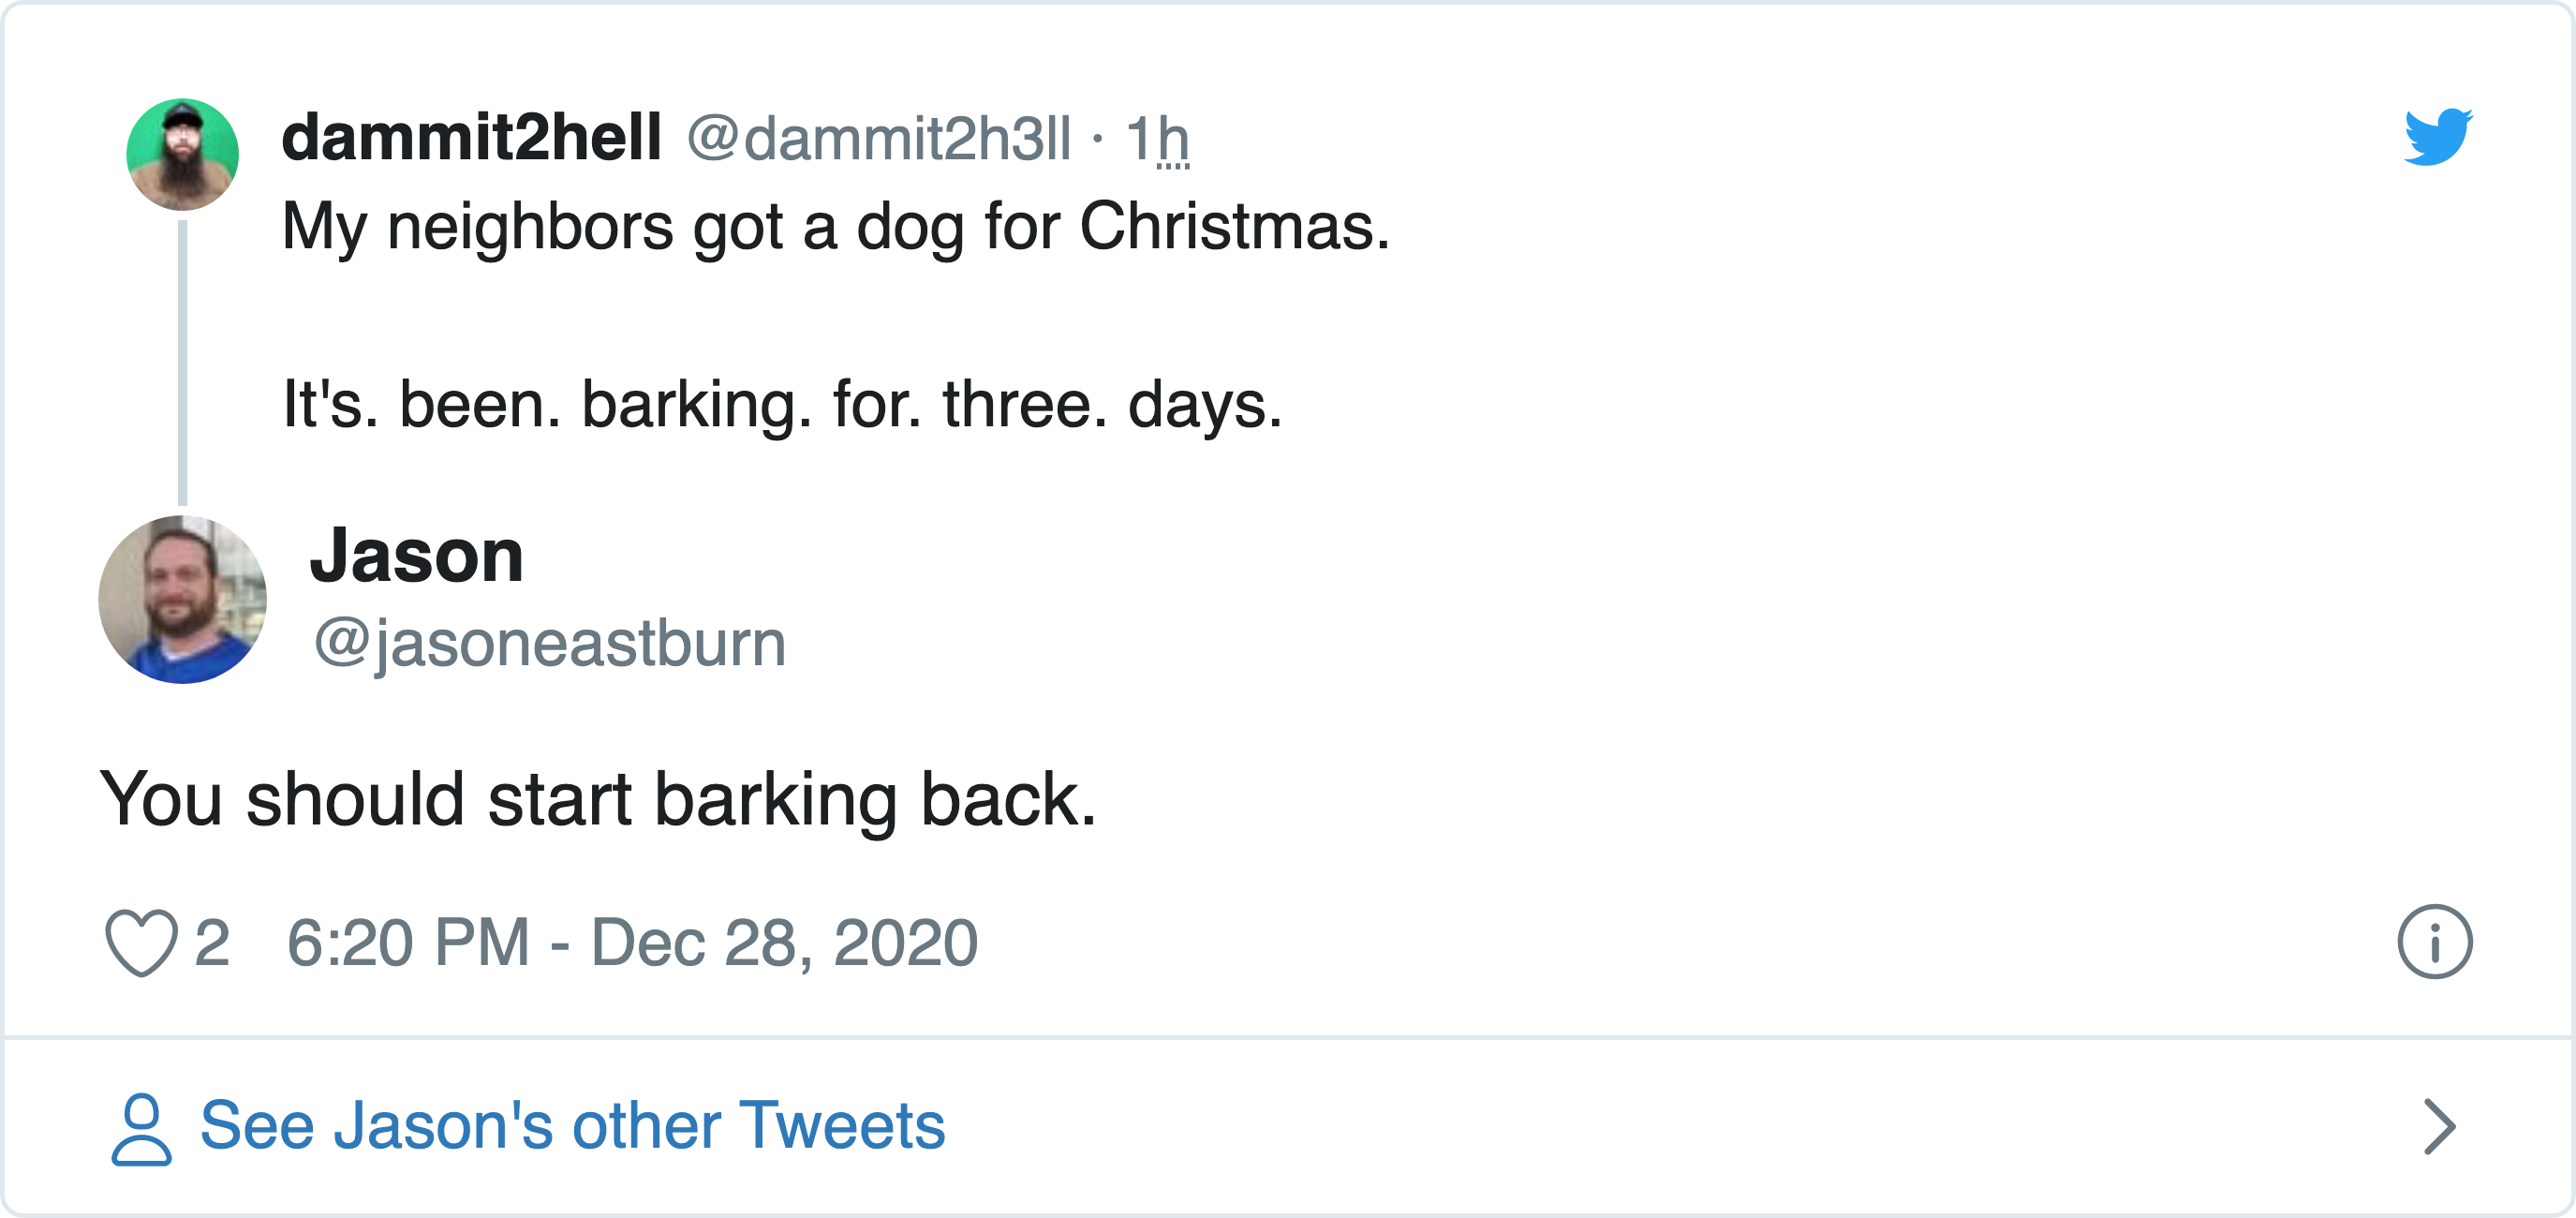 dammit2hell @dammit2h3ll · 1h
My neighbors got a dog for Christmas.
It's. been. barking. for. three. days.
Jason
@jasoneastburn
You should start barking back.
2 6:20 PM - Dec 28, 2020
See Jason's other Tweets